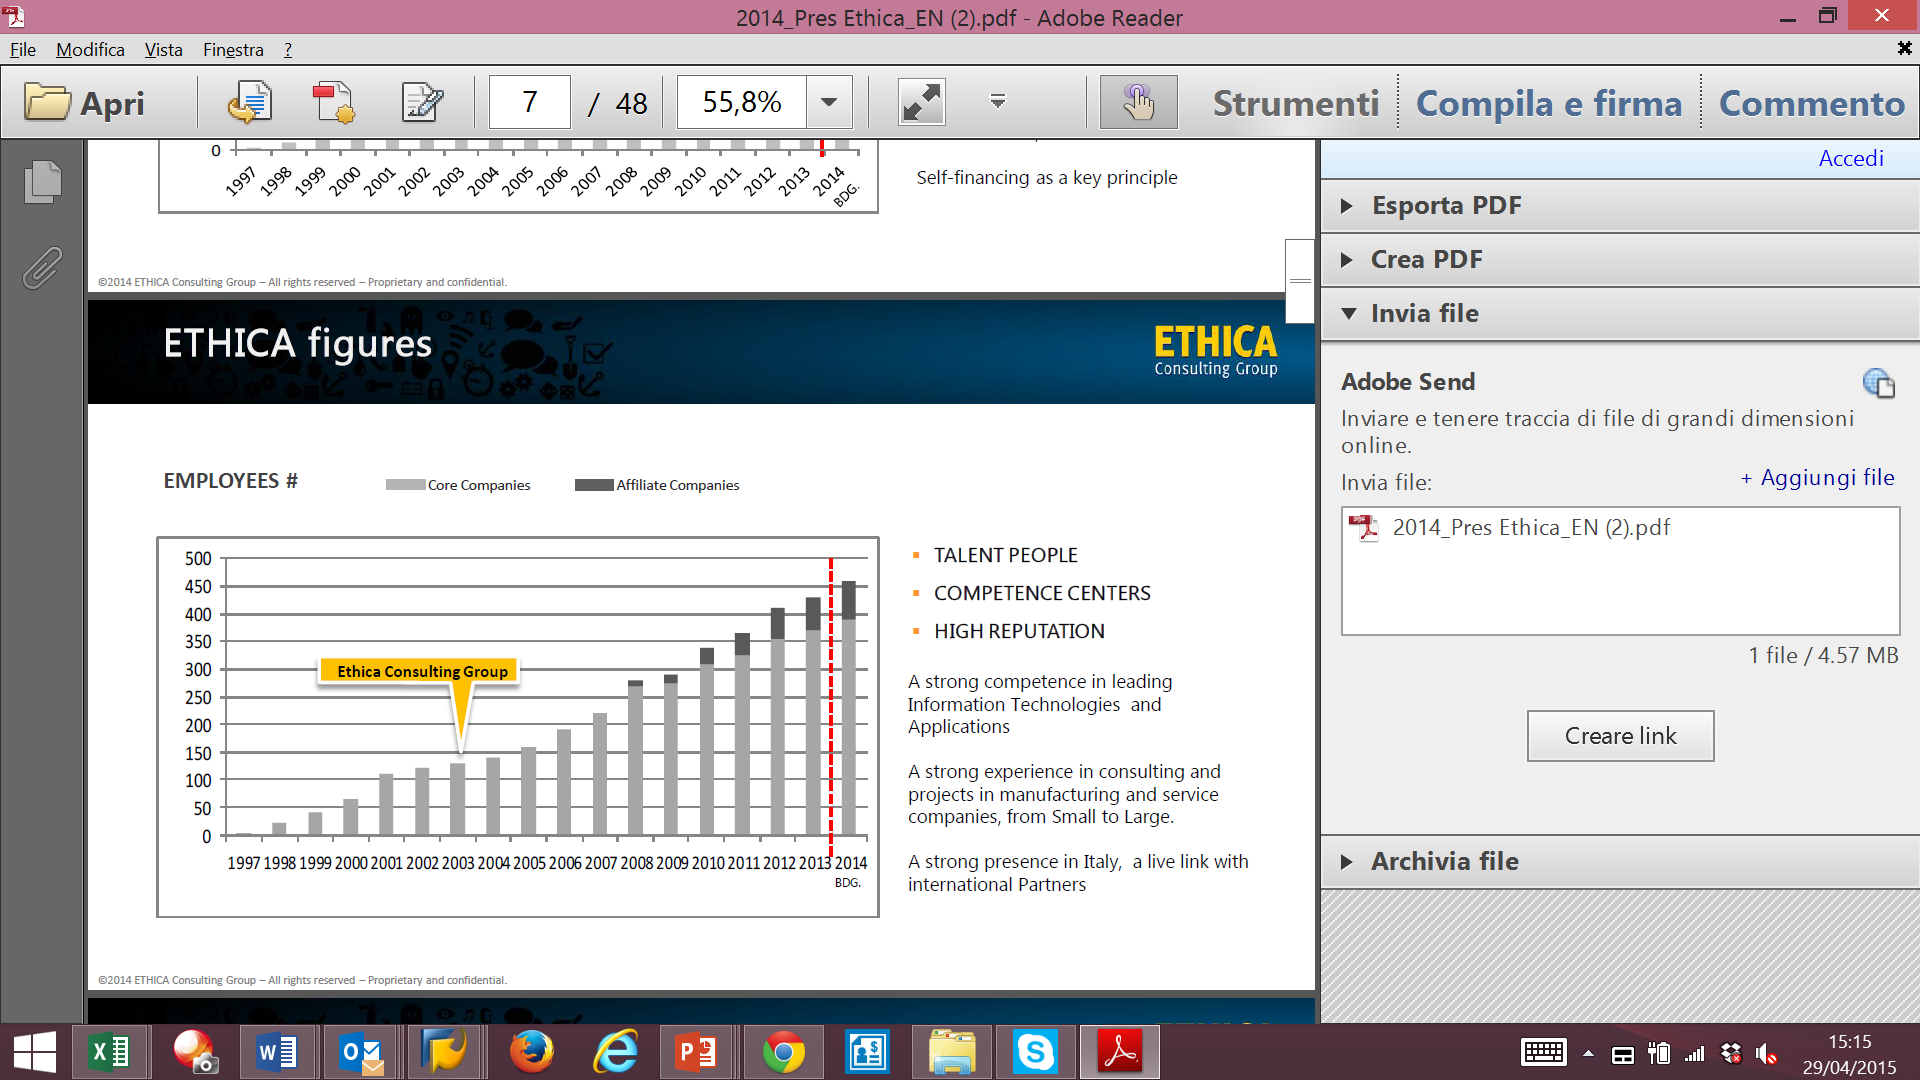 2014_Pres Ethica_EN (2).pdf - Adobe Reader
File Modifica Vista Finestra ?
Apri 7 / 48 55,8% Strumenti Compila e firma Commento
0
1997 1998 1999 2000 2001 2002 2003 2004 2005 2006 2007 2008 2009 2010 2011 2012 2013 2014
BDG.
Self-financing as a key principle
©2014 ETHICA Consulting Group – All rights reserved – Proprietary and confidential.
ETHICA figures
ETHICA
Consulting Group
EMPLOYEES #
Core Companies
Affiliate Companies
500
450
400
350
300
250
200
150
100
50
0
Ethica Consulting Group
1997 1998 1999 2000 2001 2002 2003 2004 2005 2006 2007 2008 2009 2010 2011 2012 2013 2014
BDG.
▪ TALENT PEOPLE
▪ COMPETENCE CENTERS
▪ HIGH REPUTATION
A strong competence in leading
Information Technologies and
Applications
A strong experience in consulting and
projects in manufacturing and service
companies, from Small to Large.
A strong presence in Italy, a live link with
international Partners
©2014 ETHICA Consulting Group – All rights reserved – Proprietary and confidential.
Accedi
Esporta PDF
Crea PDF
Invia file
Adobe Send
Inviare e tenere traccia di file di grandi dimensioni
online.
Invia file:
+ Aggiungi file
2014_Pres Ethica_EN (2).pdf
1 file / 4.57 MB
Creare link
Archivia file
15:15
29/04/2015